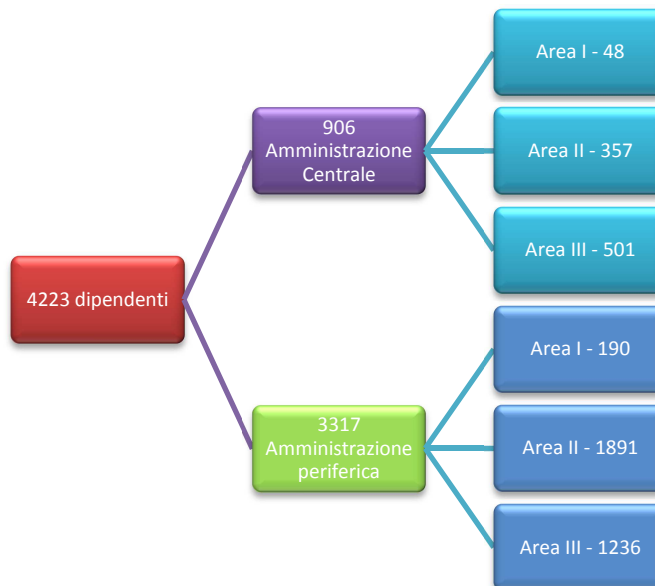 4223 dipendenti
906
Amministrazione
Centrale
Area I - 48
Area II - 357
Area III - 501
3317
Amministrazione
periferica
Area I - 190
Area II - 1891
Area III - 1236